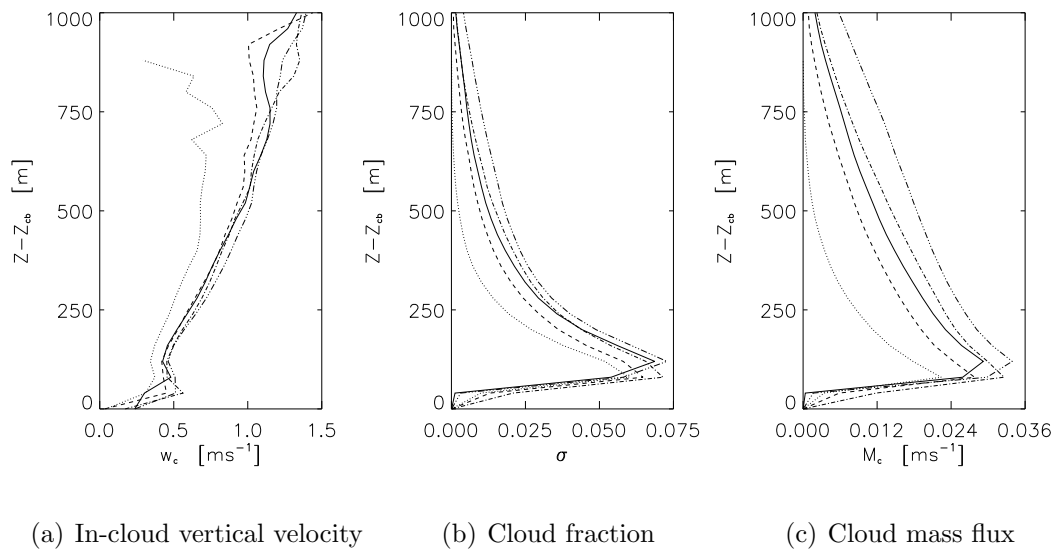 1000
750
500
250
0
Z−Z_cb [m]
0.0 0.5 1.0 1.5
w_c [ms⁻¹]
1000
750
500
250
0
Z−Z_cb [m]
0.000 0.025 0.050 0.075
σ
1000
750
500
250
0
Z−Z_cb [m]
0.000 0.012 0.024 0.036
M_c [ms⁻¹]
(a) In-cloud vertical velocity
(b) Cloud fraction
(c) Cloud mass flux